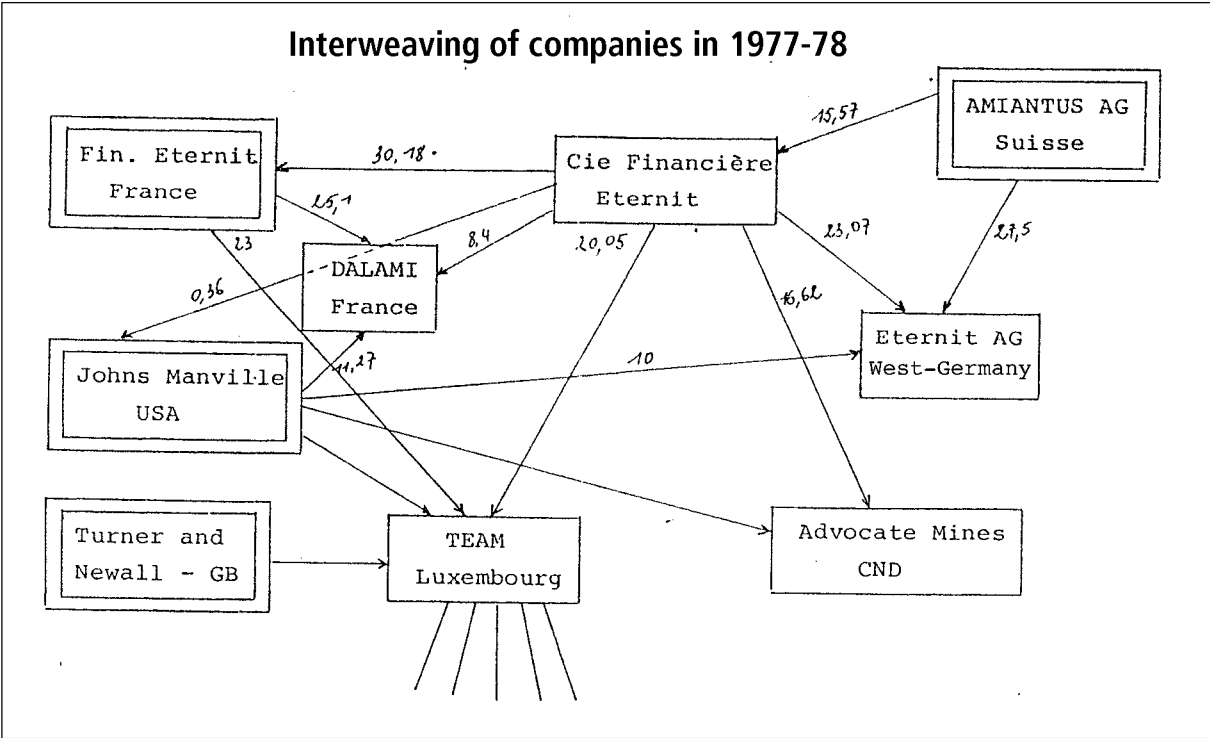 Interweaving of companies in 1977-78
AMIANTUS AG
Suisse
15,57
Fin. Eternit
France
30,18
Cie Financière
Eternit
25,1
23
8,4
20,05
23,07
27,5
DALAMI
France
0,36
16,62
Eternit AG
West-Germany
Johns Manville
USA
11,27
10
Turner and
Newall - GB
TEAM
Luxembourg
Advocate Mines
CND